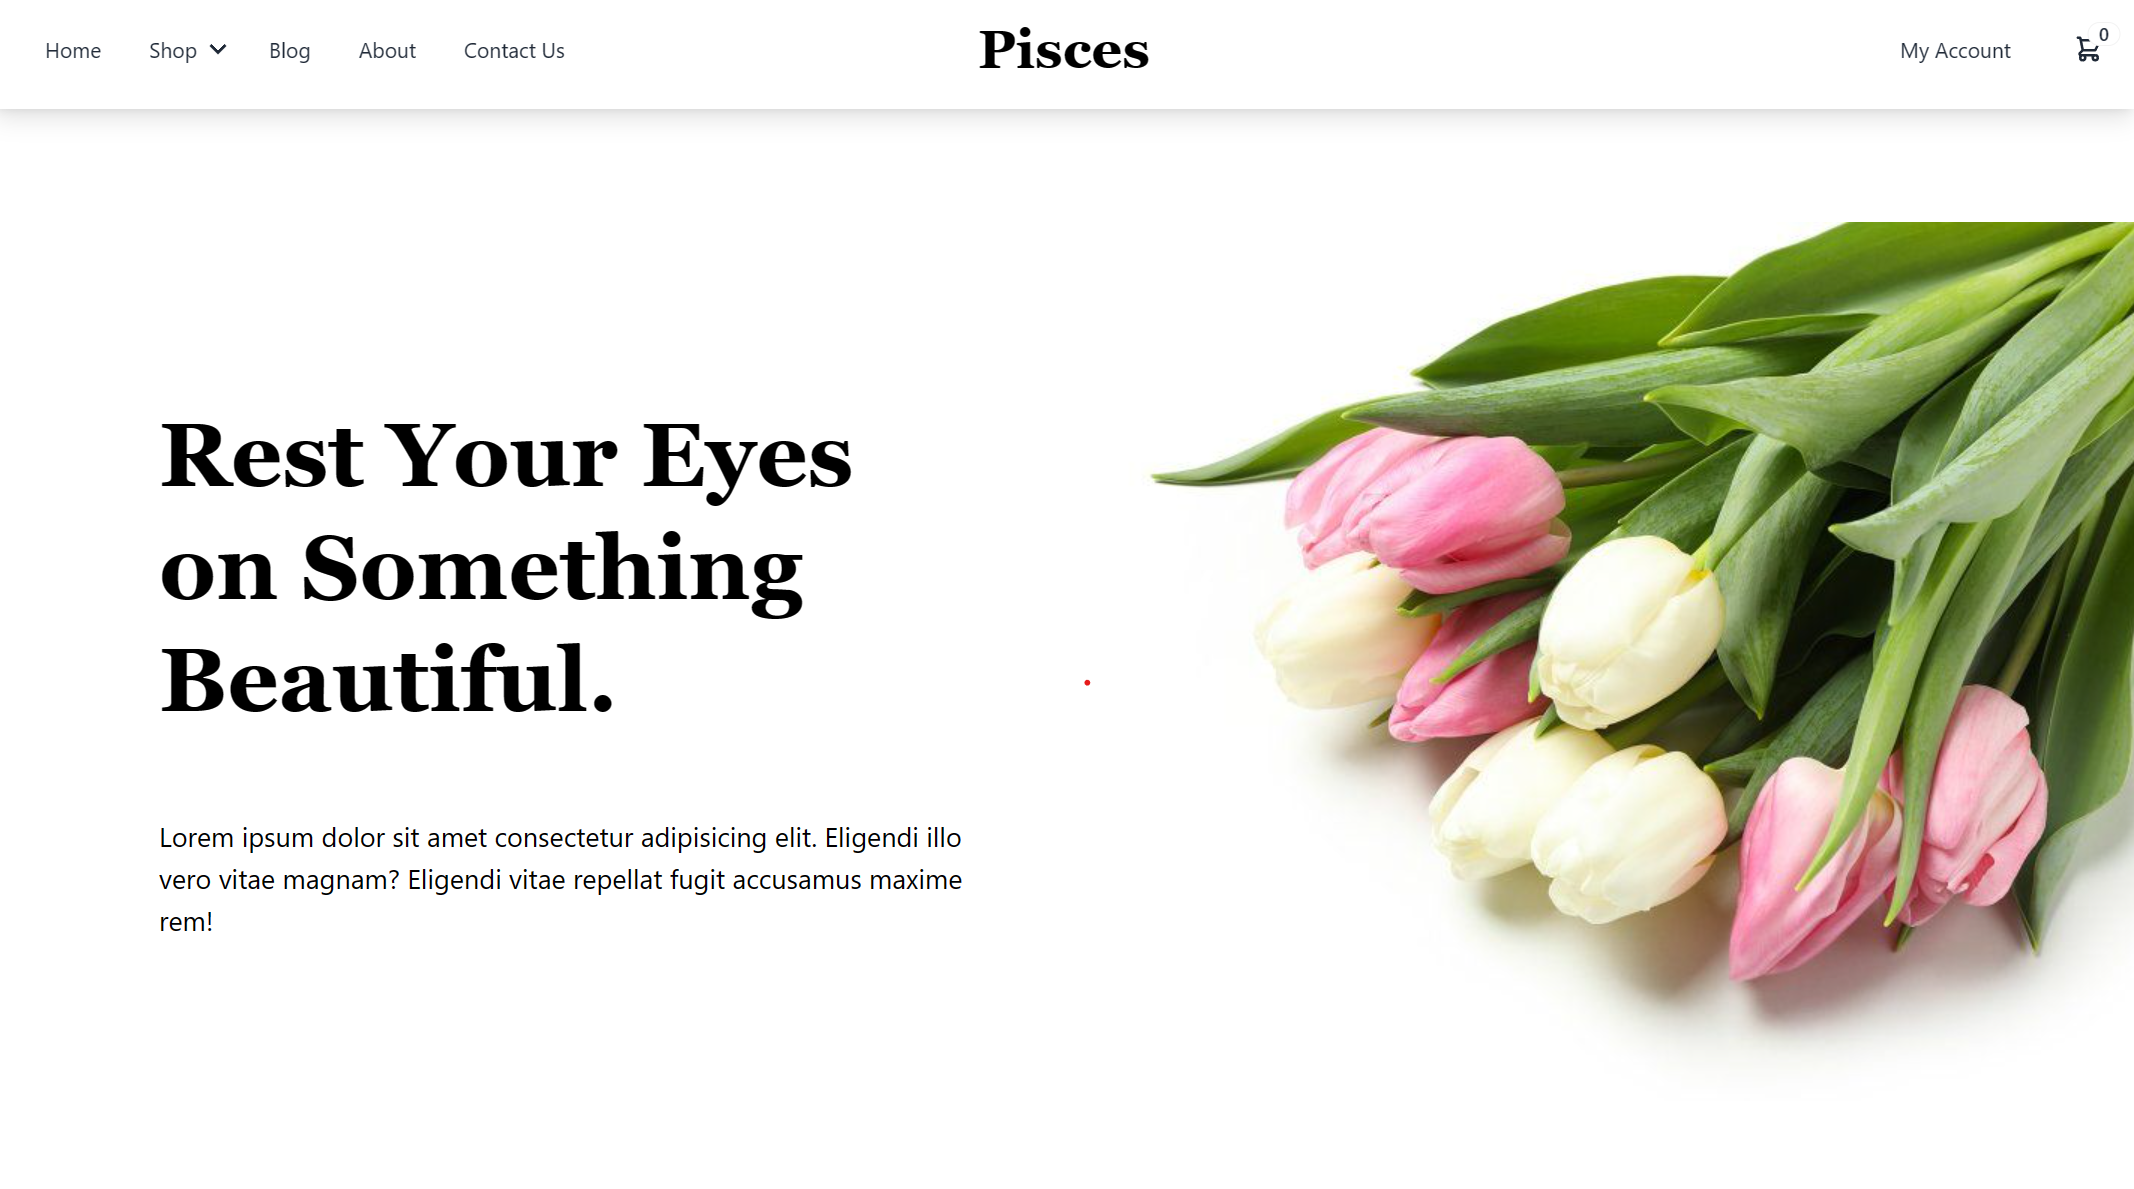 Home Shop Blog About Contact Us Pisces My Account 0
Rest Your Eyes
on Something
Beautiful.
Lorem ipsum dolor sit amet consectetur adipisicing elit. Eligendi illo
vero vitae magnam? Eligendi vitae repellat fugit accusamus maxime
rem!